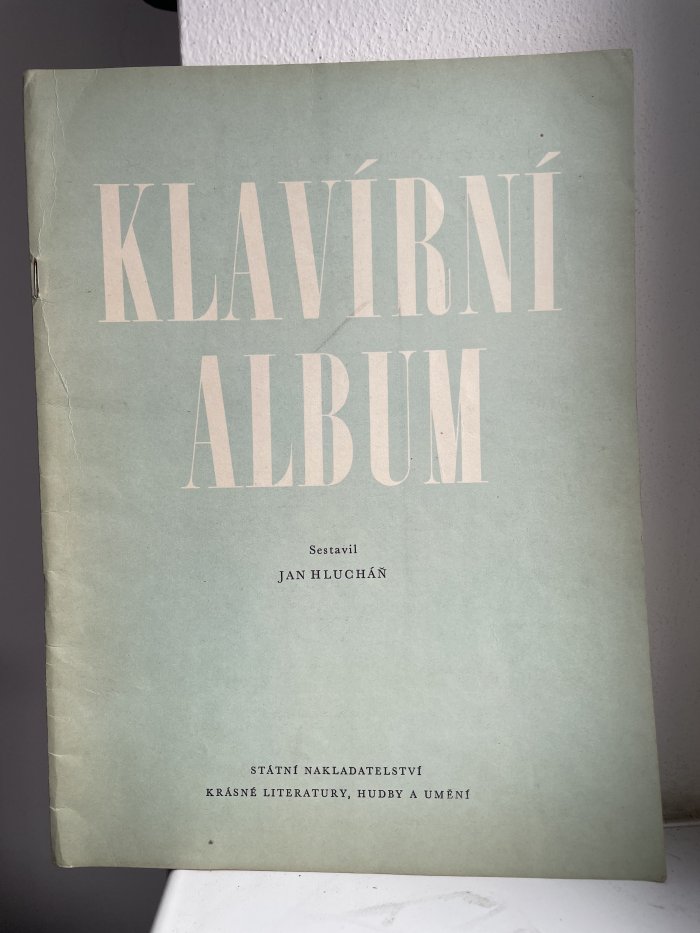 KLAVÍRNÍ
ALBUM
Sestavil
JAN HLUCHÁŇ
STÁTNÍ NAKLADATELSTVÍ
KRÁSNÉ LITERATURY, HUDBY A UMĚNÍ